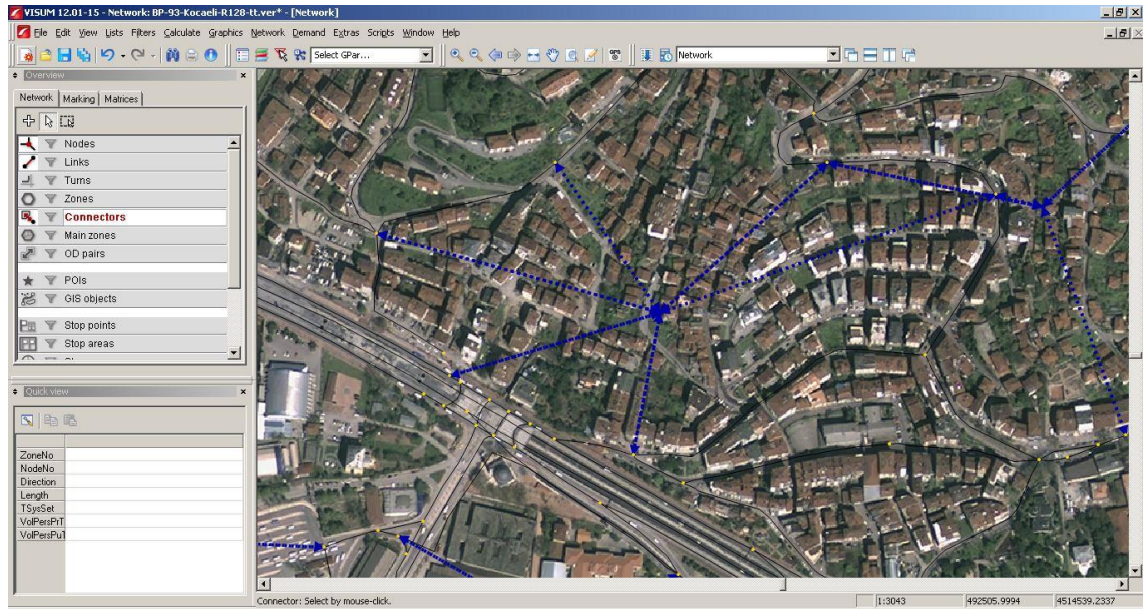 VISUM 12.01-15 - Network: BP-93-Kocaeli-R128-tt.ver* - [Network]
File Edit View Lists Filters Calculate Graphics Network Demand Extras Scripts Window Help
Select GPar... Network
Overview
Network Marking Matrices
Nodes
Links
Turns
Zones
Connectors
Main zones
OD pairs
POIs
GIS objects
Stop points
Stop areas
Quick view
ZoneNo
NodeNo
Direction
Length
TSysSet
VolPersPrT
VolPersPuT
Connector: Select by mouse-click. 1:3043 492505.9994 4514539.2337